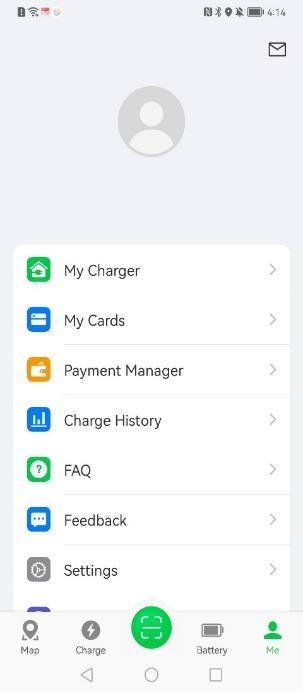 4:14
My Charger
My Cards
Payment Manager
Charge History
?
FAQ
Feedback
Settings
Map
Charge
Battery
Me